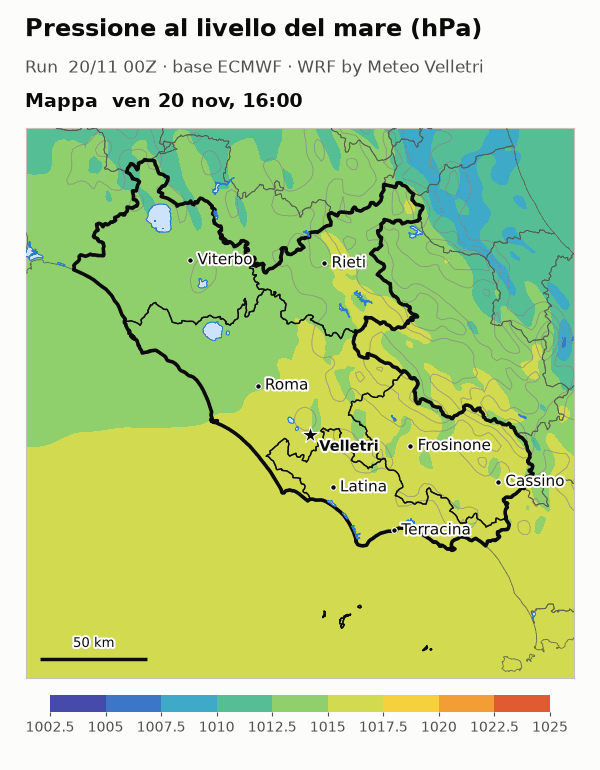 Pressione al livello del mare (hPa)
Run  20/11 00Z · base ECMWF · WRF by Meteo Velletri
Mappa  ven 20 nov, 16:00
Viterbo
Rieti
Roma
Velletri
Frosinone
Cassino
Latina
Terracina
50 km
1002.5 1005 1007.5 1010 1012.5 1015 1017.5 1020 1022.5 1025